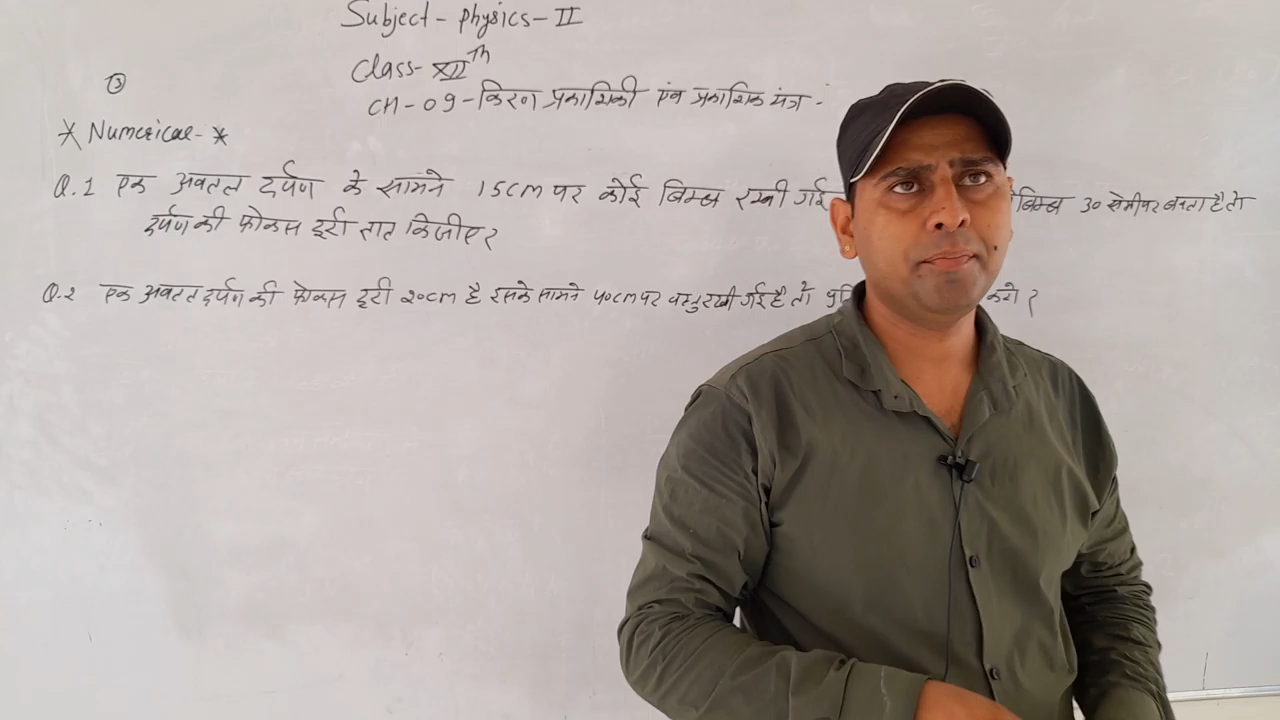 Subject - Physics - II
Class - XII Th
③
CH - 09 - किरण प्रकाशिकी एंव प्रकाशिक यंत्र -
* Numerical - *
Q.1 एक अवतल दर्पण के सामने 15cm पर कोई बिम्ब रखी गई बिम्ब 30 सेमी पर बनता है तो
दर्पण की फोकस दूरी ज्ञात कीजीए ?
Q.2 एक अवतल दर्पण की फोकस दूरी 20cm है इसके सामने 40cm पर वस्तु रखी गई है तो करो ?